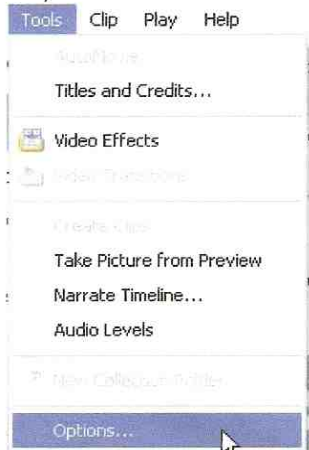 Tools Clip Play Help
AutoMovie
Titles and Credits...
Video Effects
Video Transitions
Create Clips
Take Picture from Preview
Narrate Timeline...
Audio Levels
New Collection Folder
Options...